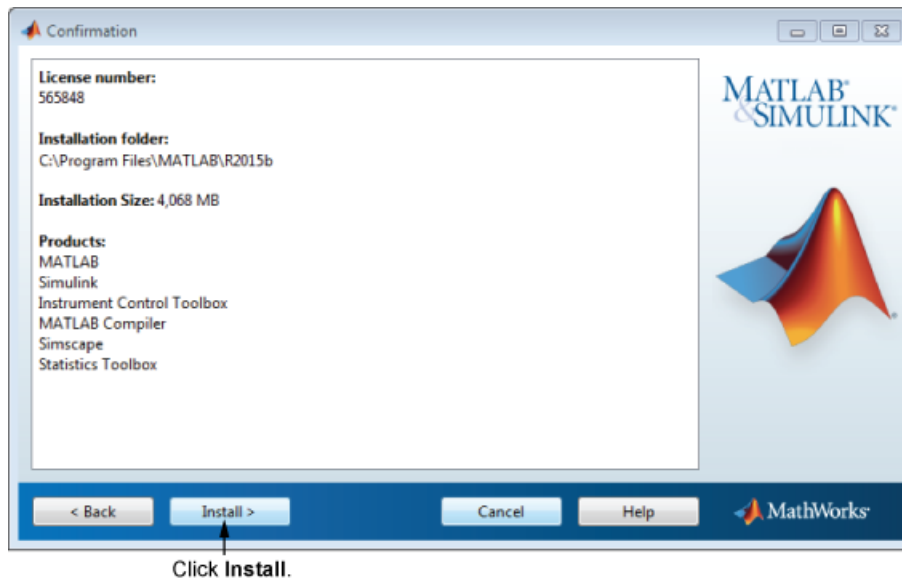 Confirmation
License number:
565848
Installation folder:
C:\Program Files\MATLAB\R2015b
Installation Size: 4,068 MB
Products:
MATLAB
Simulink
Instrument Control Toolbox
MATLAB Compiler
Simscape
Statistics Toolbox
MATLAB®
&SIMULINK®
®
< Back
Install >
Cancel
Help
MathWorks®
Click Install.